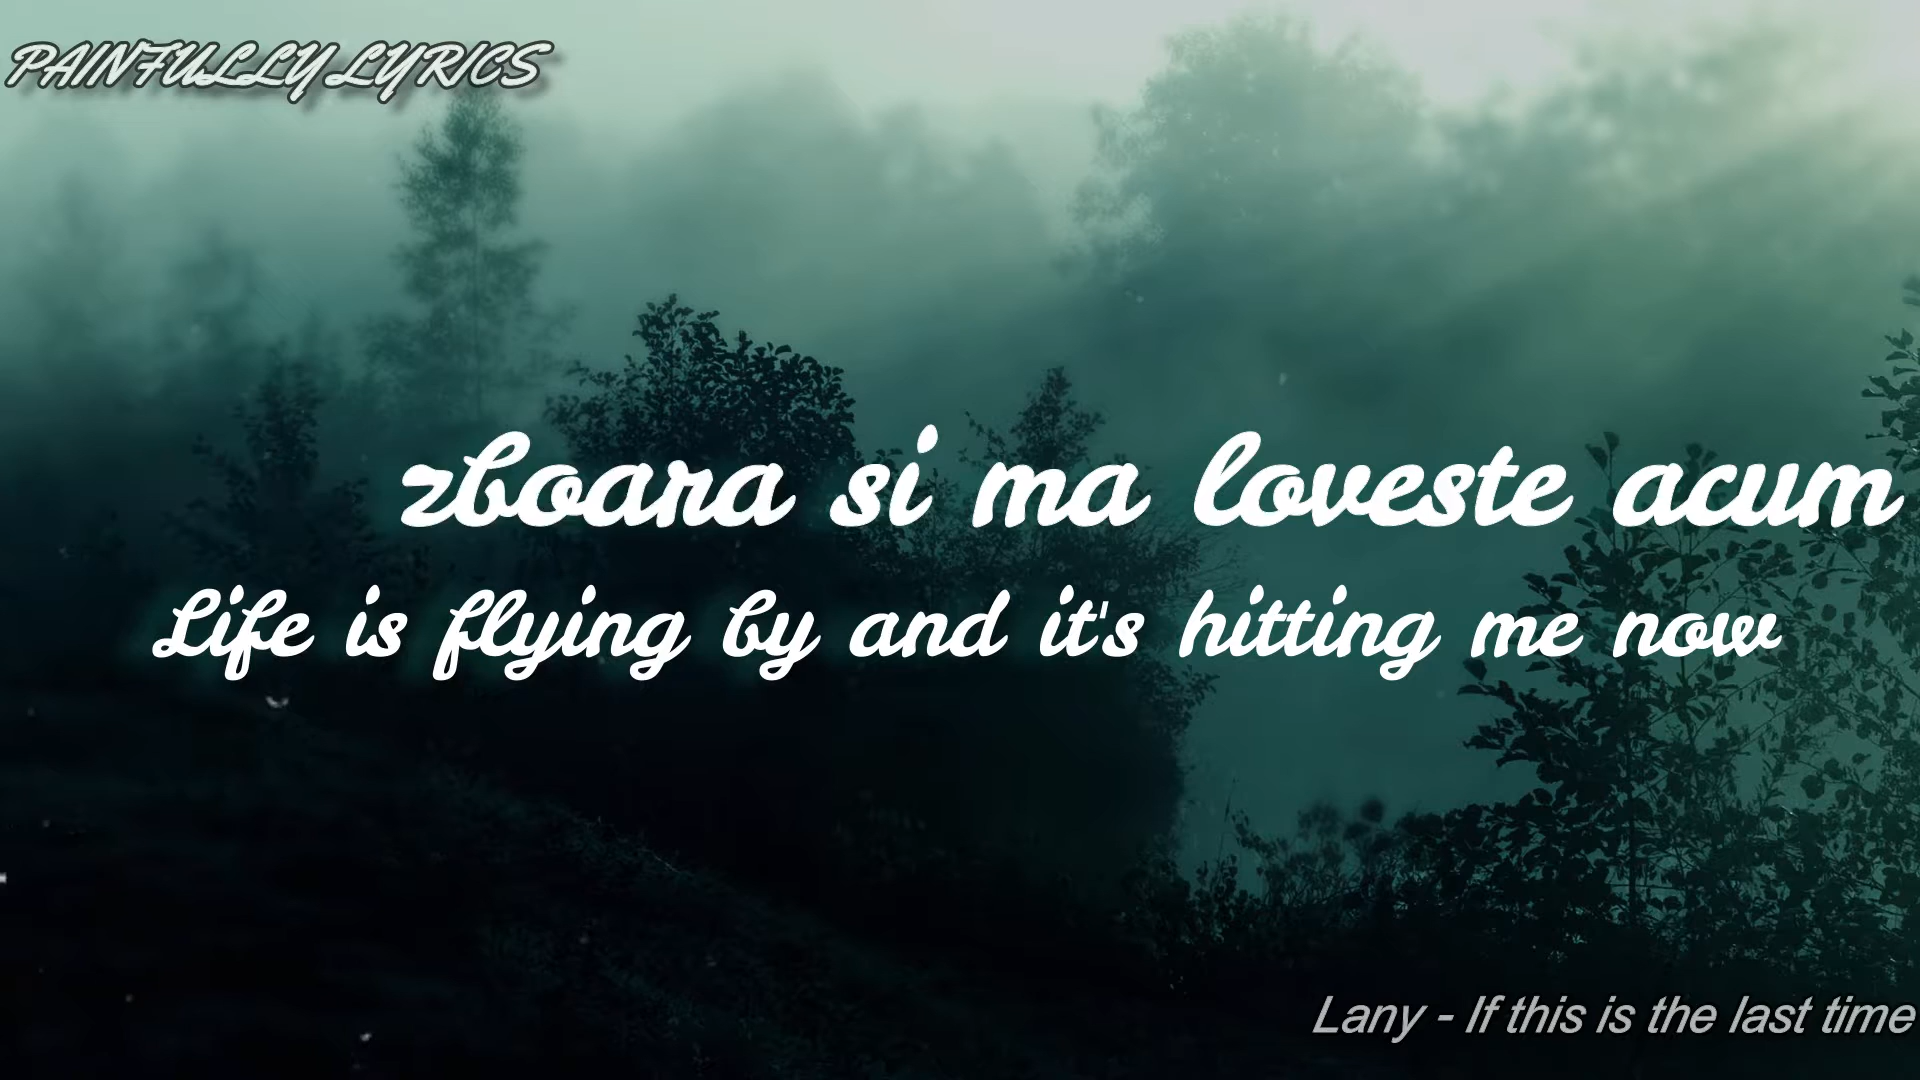 PAINFULLY LYRICS
zboara si ma loveste acum
Life is flying by and it's hitting me now
Lany - If this is the last time